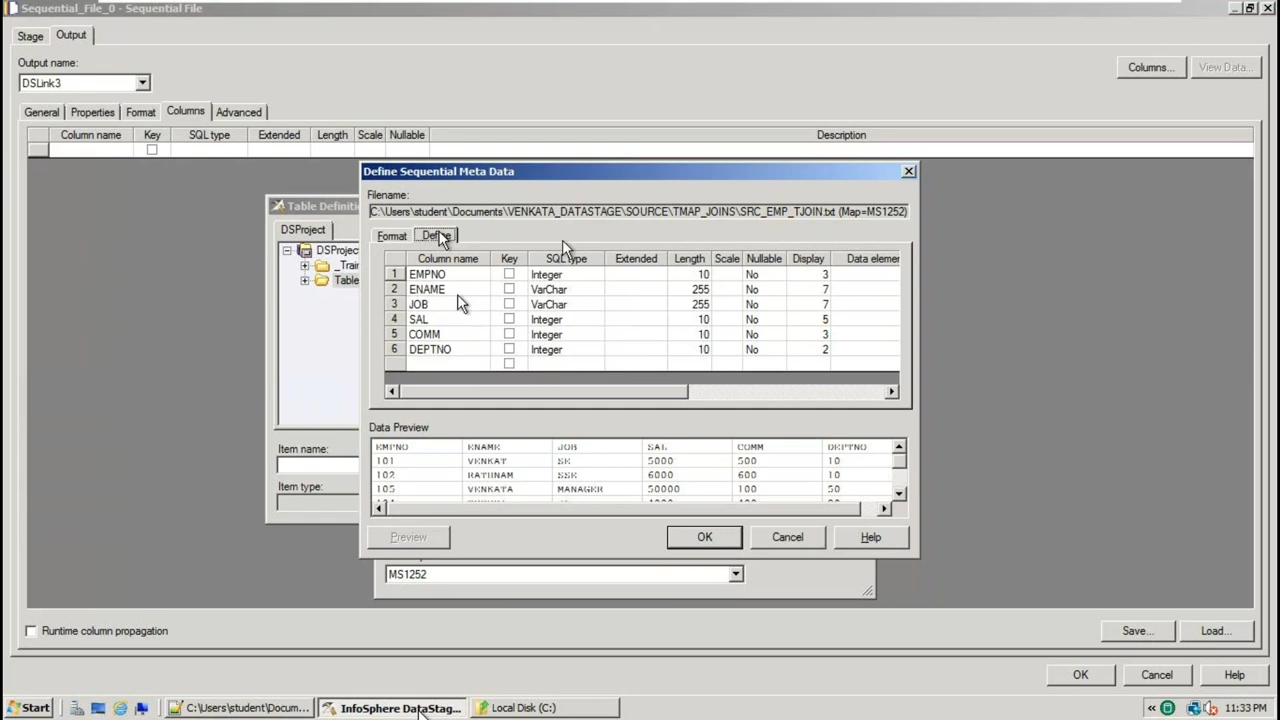 Sequential_File_0 - Sequential File
Stage Output
Output name:
DSLink3
Columns... View Data...
General Properties Format Columns Advanced
Column name Key SQL type Extended Length Scale Nullable Description
Define Sequential Meta Data
Filename:
C:\Users\student\Documents\VENKATA_DATASTAGE\SOURCE\TMAP_JOINS\SRC_EMP_TJOIN.txt (Map=MS1252)
Format Define
Column name Key SQL type Extended Length Scale Nullable Display Data elemen
1 EMPNO Integer 10 No 3
2 ENAME VarChar 255 No 7
3 JOB VarChar 255 No 7
4 SAL Integer 10 No 5
5 COMM Integer 10 No 3
6 DEPTNO Integer 10 No 2
Data Preview
EMPNO ENAME JOB SAL COMM DEPTNO
101 VENKAT SE 5000 500 10
102 RATHNAM SSE 6000 600 10
105 VENKATA MANAGER 50000 100 50
Preview OK Cancel Help
Table Definiti
DSProject
DSProjec
_Trai
Table
Item name:
Item type:
MS1252
Runtime column propagation
Save... Load...
OK Cancel Help
Start C:\Users\student\Docum... InfoSphere DataStag... Local Disk (C:) 11:33 PM